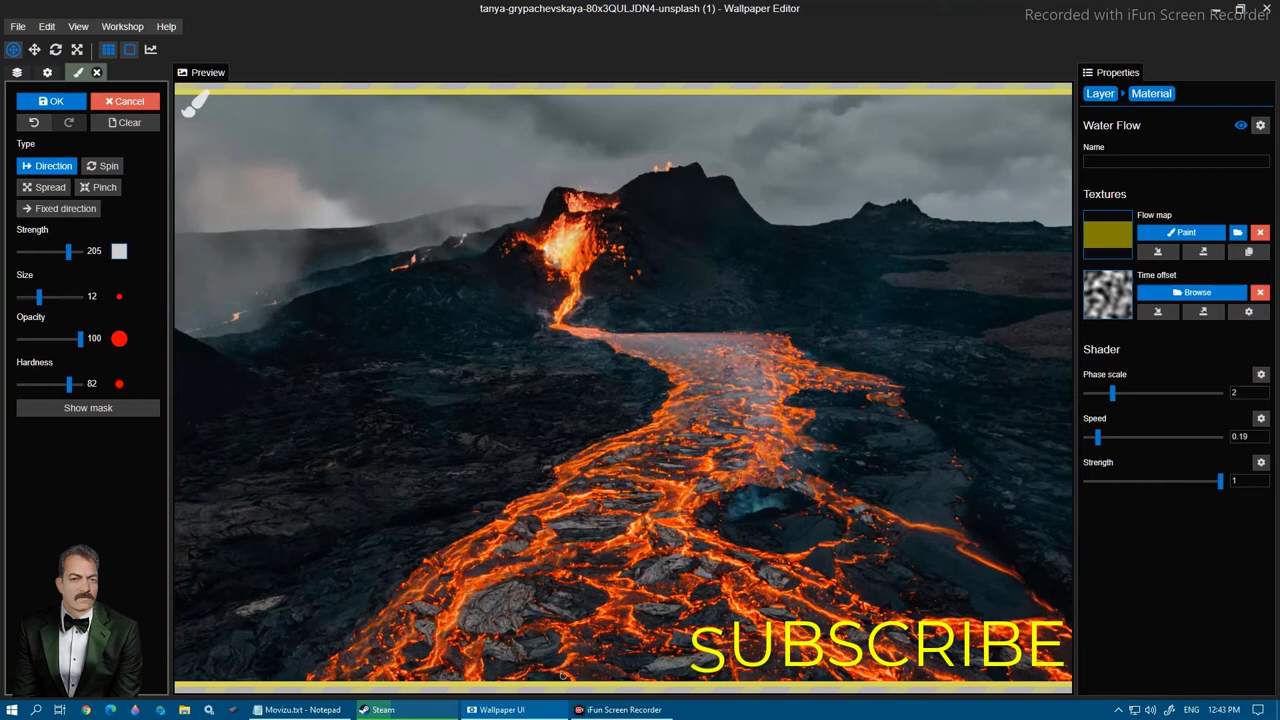 tanya-grypachevskaya-80x3QULJDN4-unsplash (1) - Wallpaper Editor
Recorded with iFun Screen Recorder
File Edit View Workshop Help
Preview
Properties
OK Cancel
Clear
Type
Direction Spin
Spread Pinch
Fixed direction
Strength
205
Size
12
Opacity
100
Hardness
82
Show mask
Layer Material
Water Flow
Name
Textures
Flow map
Paint
Time offset
Browse
Shader
Phase scale
2
Speed
0.19
Strength
1
SUBSCRIBE
Movizu.txt - Notepad
Steam
Wallpaper UI
iFun Screen Recorder
ENG 12:43 PM